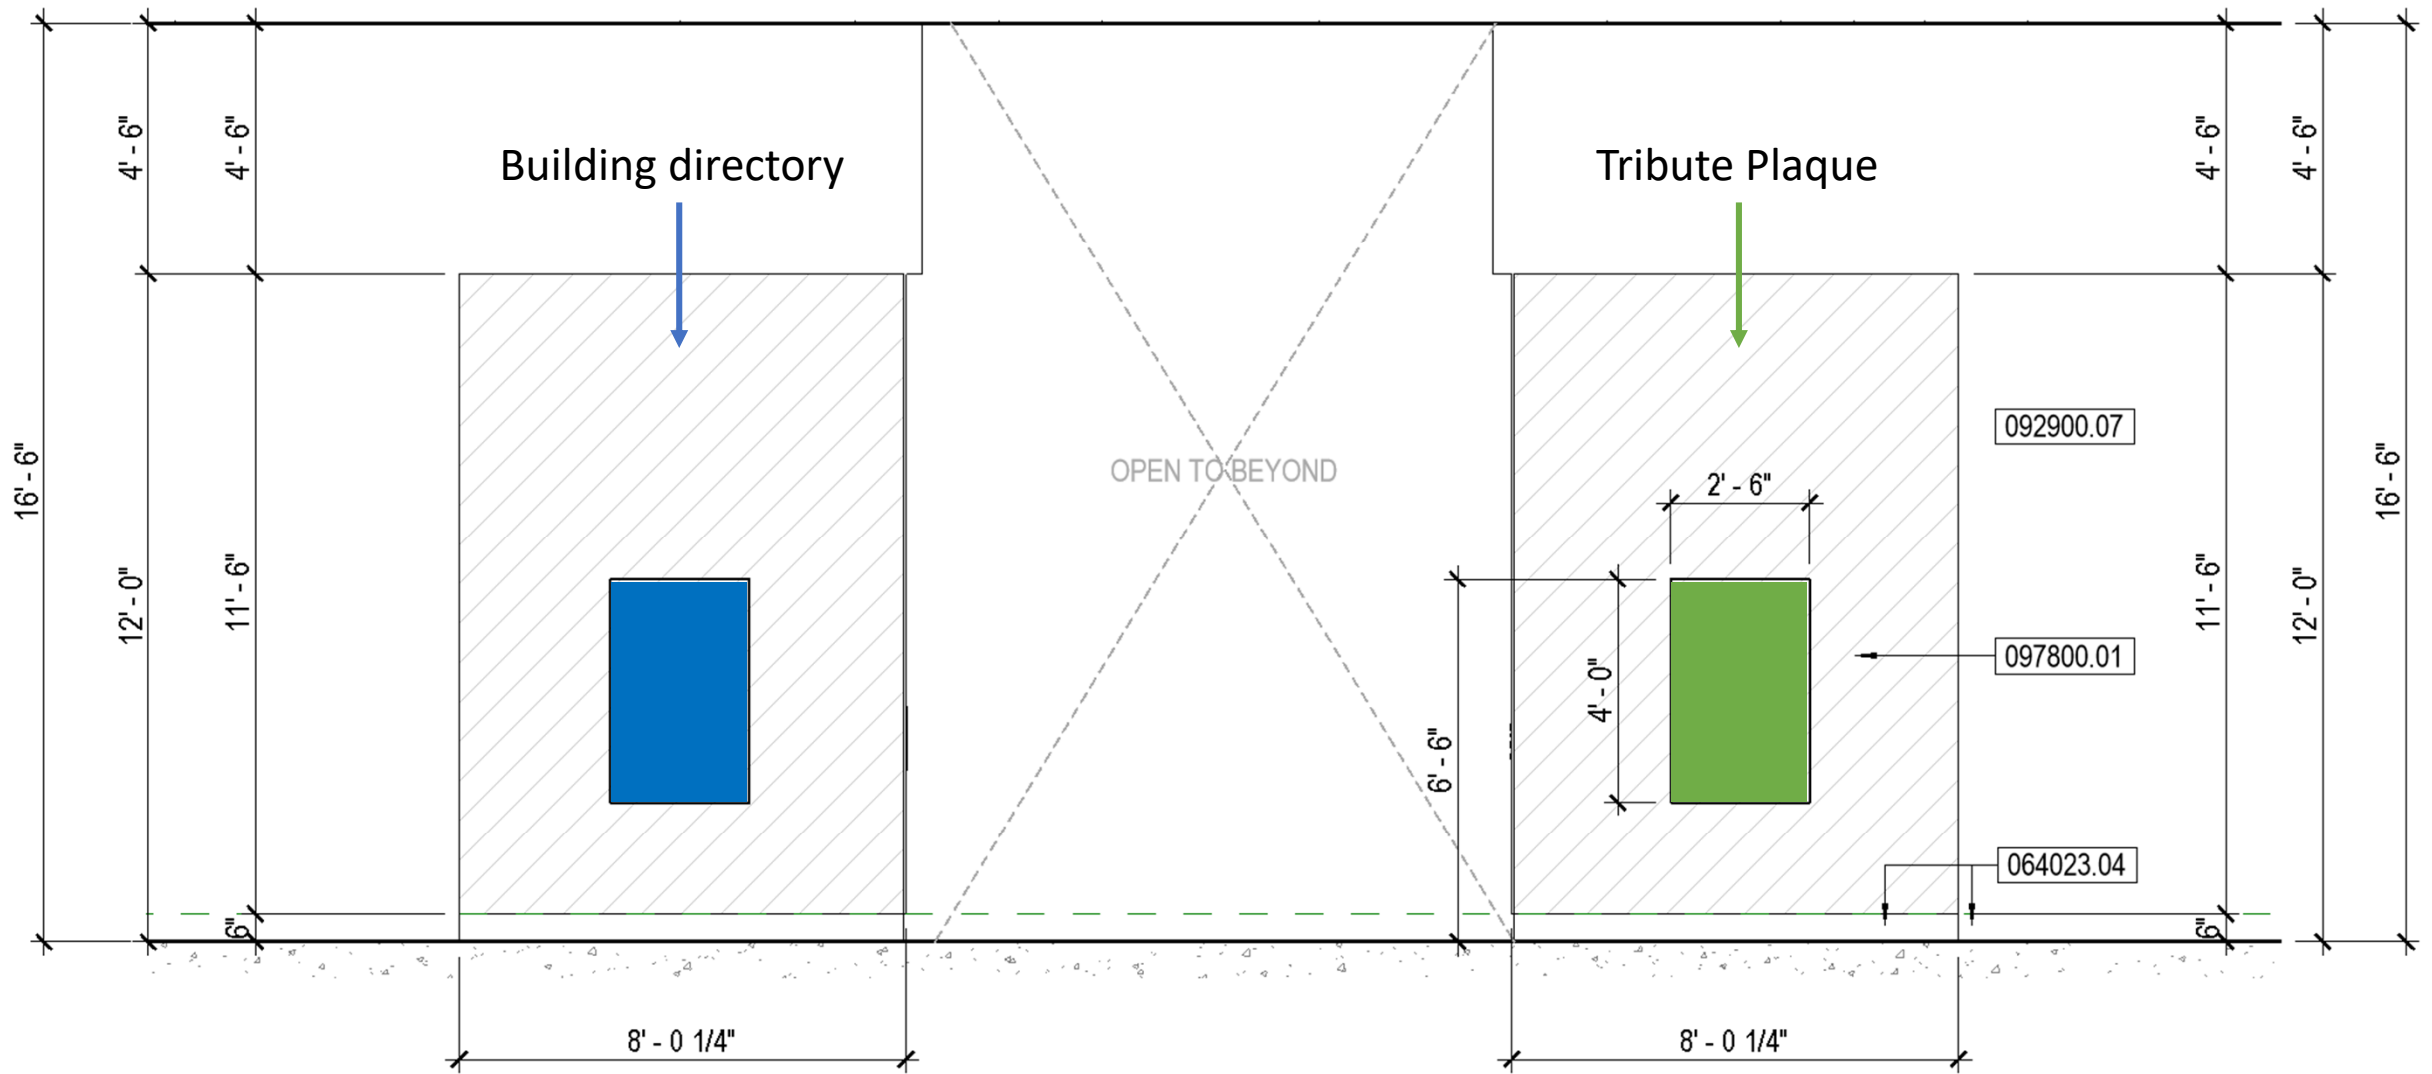 4' - 6"
4' - 6"
Building directory
Tribute Plaque
4' - 6"
4' - 6"
092900.07
OPEN TO BEYOND
16' - 6"
2' - 6"
16' - 6"
12' - 0"
11' - 6"
097800.01
11' - 6"
12' - 0"
4' - 0"
6' - 6"
064023.04
6"
6"
8' - 0 1/4"
8' - 0 1/4"